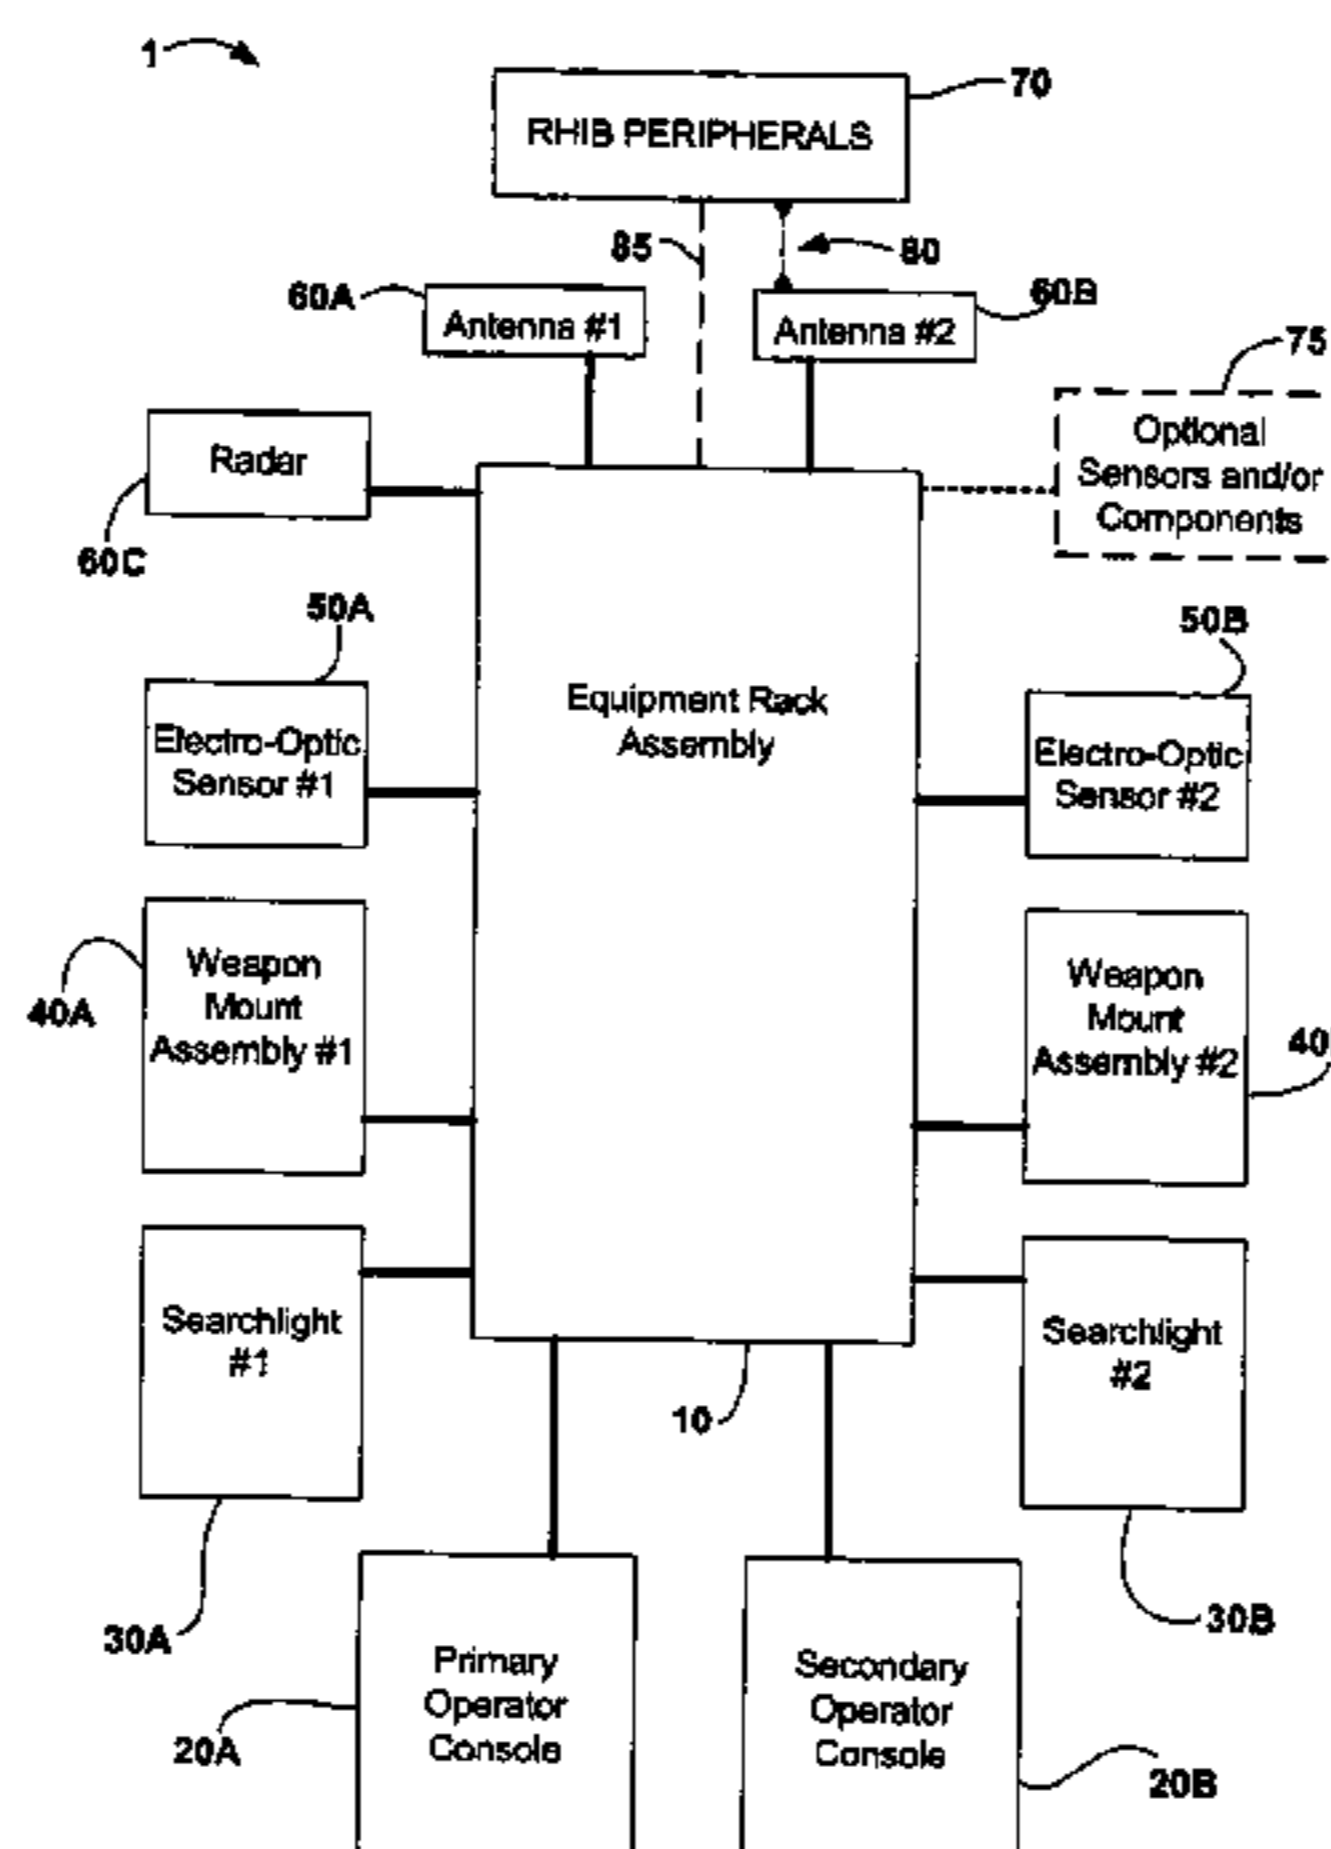 1
70
RHIB PERIPHERALS
85
80
60A
60B
Antenna #1
Antenna #2
75
Optional
Sensors and/or
Components
Radar
60C
50A
50B
Equipment Rack
Assembly
Electro-Optic
Sensor #1
Electro-Optic
Sensor #2
Weapon
Mount
Assembly #1
40A
Weapon
Mount
Assembly #2
40
Searchlight
#1
Searchlight
#2
10
30A
30B
Primary
Operator
Console
20A
Secondary
Operator
Console
20B